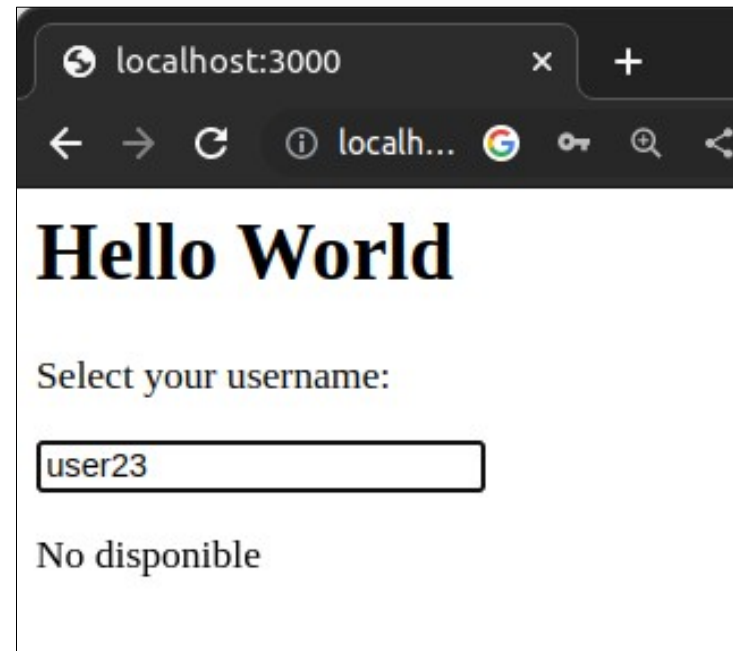 localhost:3000
localh...
Hello World
Select your username:
user23
No disponible